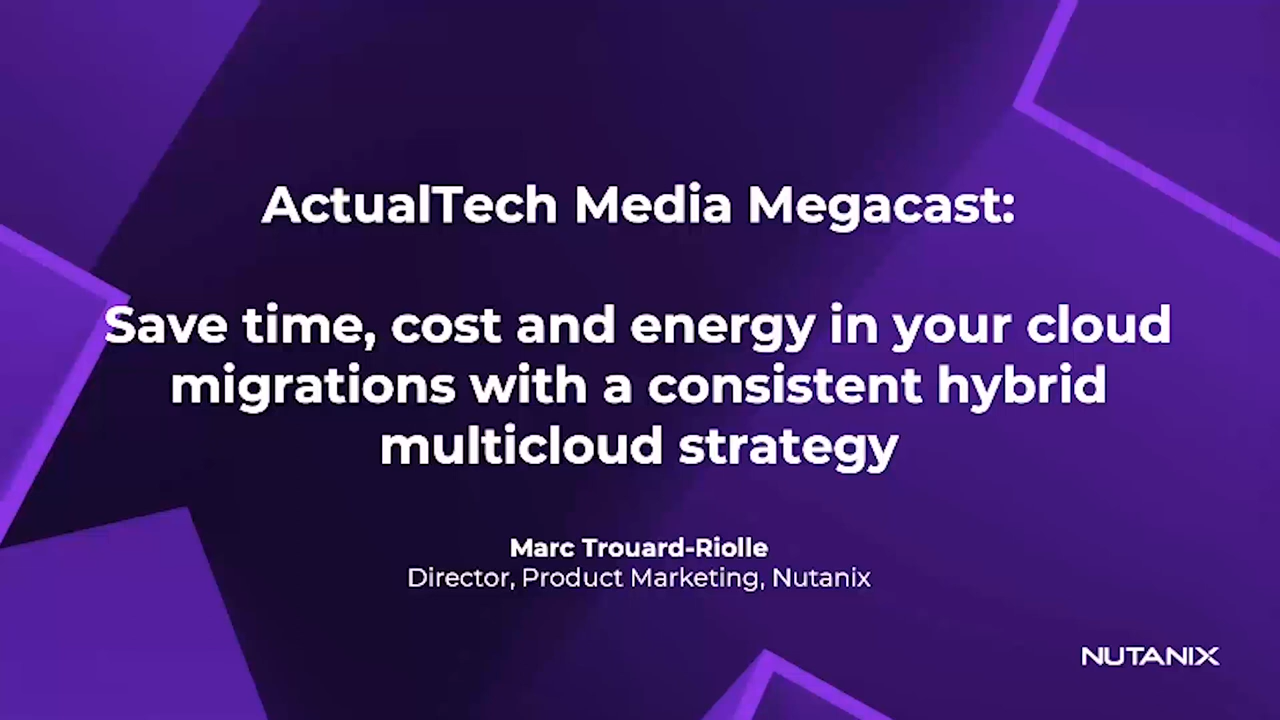 ActualTech Media Megacast:
Save time, cost and energy in your cloud
migrations with a consistent hybrid
multicloud strategy
Marc Trouard-Riolle
Director, Product Marketing, Nutanix
NUTANIX